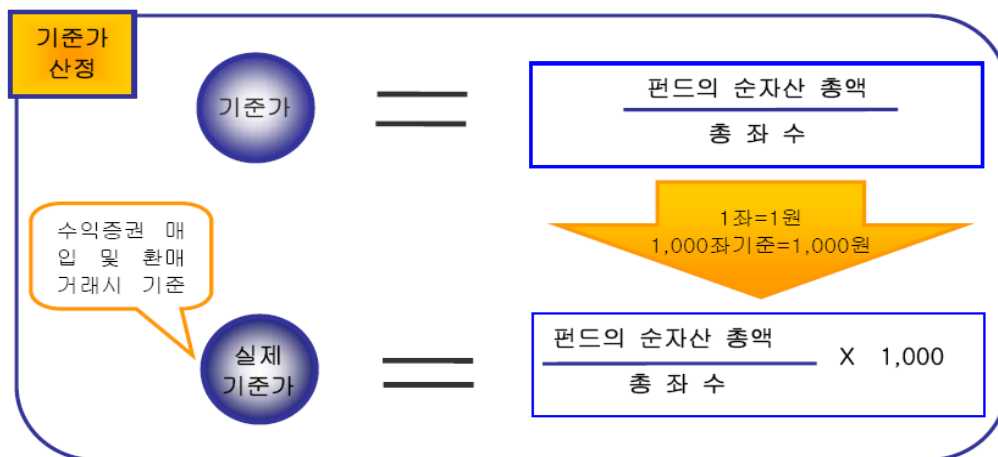 기준가
산정
기준가
펀드의 순자산 총액
총 좌 수
1좌=1원
1,000좌기준=1,000원
수익증권 매
입 및 환매
거래시 기준
실제
기준가
펀드의 순자산 총액
총 좌 수
X 1,000